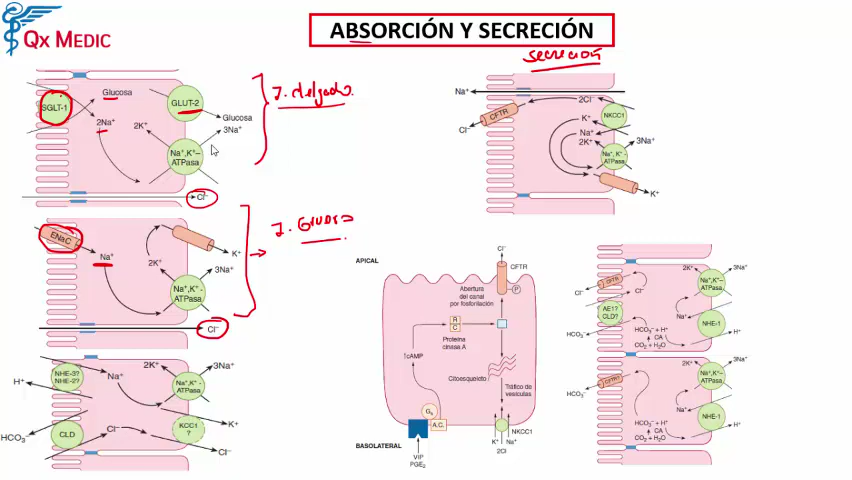 Qx MEDIC
ABSORCIÓN Y SECRECIÓN
secreción
SGLT-1
Glucosa
2Na⁺
2K⁺
GLUT-2
Glucosa
3Na⁺
Na⁺,K⁺–
ATPasa
Cl⁻
I. delgado
ENaC
Na⁺
2K⁺
K⁺
3Na⁺
Na⁺,K⁺-
ATPasa
Cl⁻
I. Grueso
NHE-3?
NHE-2?
H⁺
Na⁺
2K⁺
3Na⁺
Na⁺,K⁺-
ATPasa
HCO₃⁻
CLD
Cl⁻
KCC1
?
K⁺
Cl⁻
Na⁺
CFTR
Cl⁻
2Cl⁻
K⁺
Na⁺
2K⁺
NKCC1
Na⁺, K⁺ -
ATPasa
3Na⁺
K⁺
APICAL
Cl⁻
CFTR
P
Abertura
del canal
por fosforilación
R
C
Proteína
cinasa A
↑cAMP
Citoesqueleto
Tráfico de
vesículas
Gs
A.C.
NKCC1
K⁺
Na⁺
2Cl
BASOLATERAL
VIP
PGE₂
CFTR
Cl⁻
Cl⁻
AE1?
CLD?
HCO₃⁻
HCO₃⁻ + H⁺
CA
CO₂ + H₂O
2K⁺
3Na⁺
Na⁺,K⁺–
ATPasa
Na⁺
NHE-1
H⁺
CFTR
HCO₃⁻
HCO₃⁻ + H⁺
CA
CO₂ + H₂O
2K⁺
3Na⁺
Na⁺,K⁺–
ATPasa
Na⁺
NHE-1
H⁺